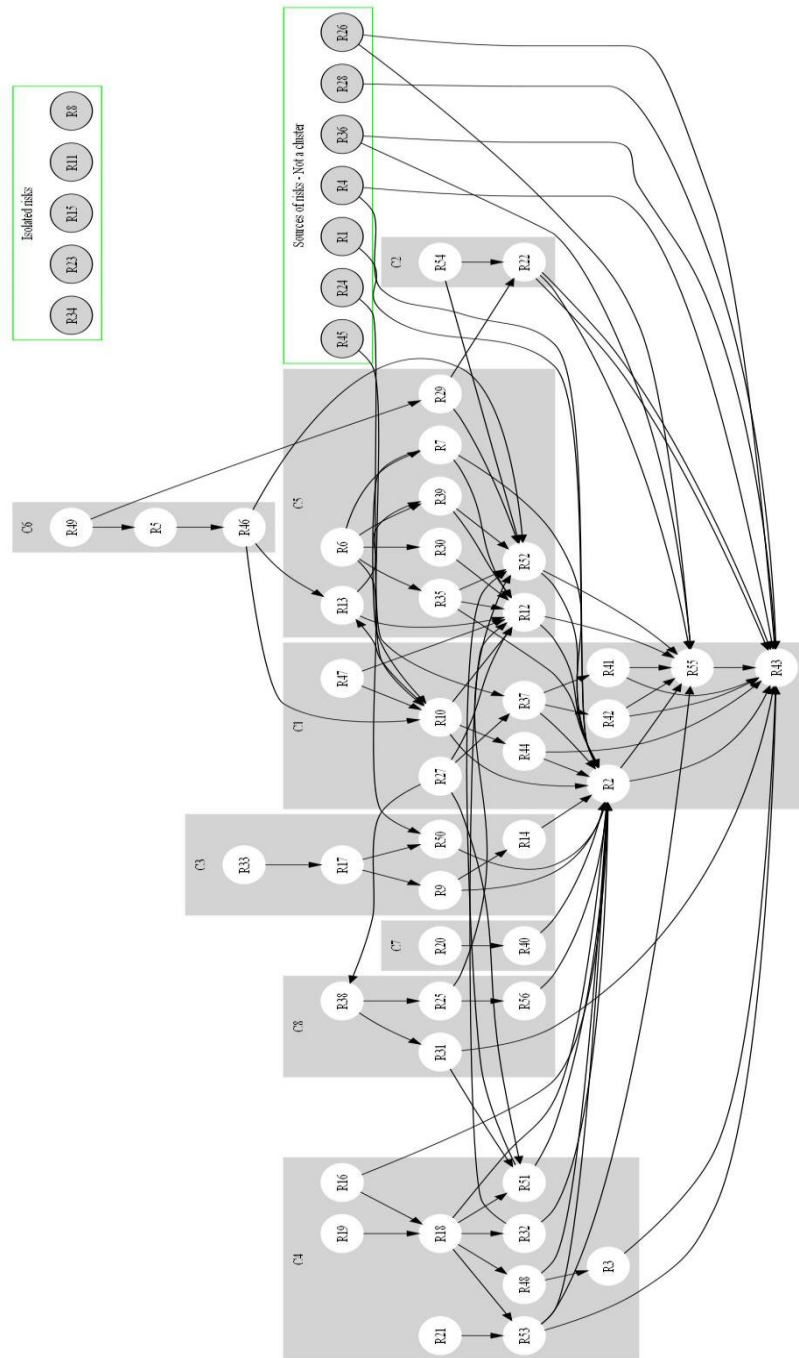 Isolated risks
R34
R23
R15
R11
R8
Sources of risks - Not a cluster
R45
R24
R1
R4
R36
R28
R26
C6
R49
R5
R46
C2
R54
R22
C5
R13
R6
R35
R30
R39
R7
R29
R12
R52
C1
R47
R27
R10
R44
R37
R2
R42
R41
R55
R43
C3
R33
R17
R9
R50
R14
C7
R20
R40
C8
R38
R31
R25
R56
C4
R19
R16
R21
R18
R53
R48
R32
R51
R3